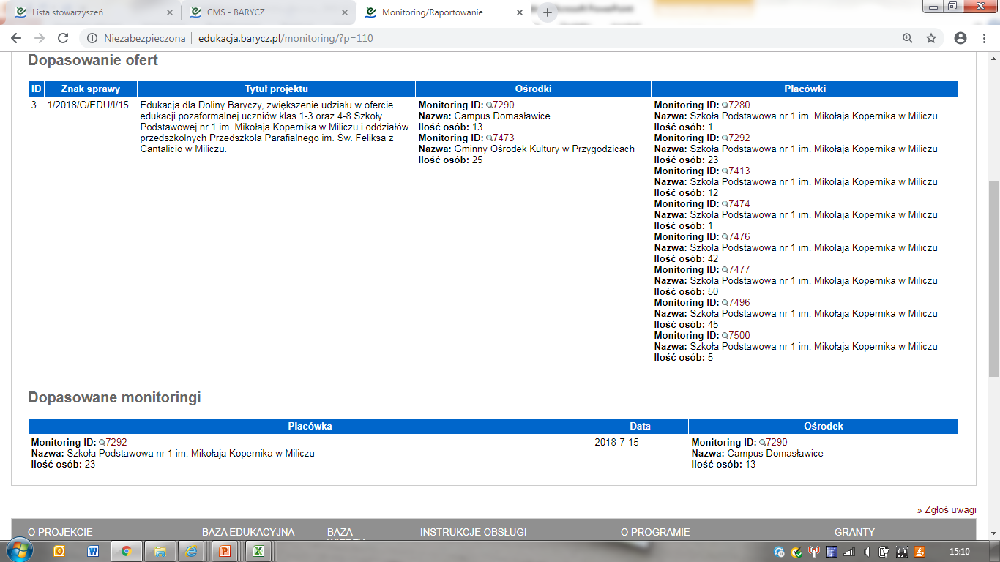 Lista stowarzyszeń
CMS - BARYCZ
Monitoring/Raportowanie
Niezabezpieczona | edukacja.barycz.pl/monitoring/?p=110
Dopasowanie ofert
ID Znak sprawy Tytuł projektu Ośrodki Placówki
3 1/2018/G/EDU/I/15
Edukacja dla Doliny Baryczy, zwiększenie udziału w ofercie
edukacji pozaformalnej uczniów klas 1-3 oraz 4-8 Szkoły
Podstawowej nr 1 im. Mikołaja Kopernika w Miliczu i oddziałów
przedszkolnych Przedszkola Parafialnego im. Św. Feliksa z
Cantalicio w Miliczu.
Monitoring ID: 7290
Nazwa: Campus Domasławice
Ilość osób: 13
Monitoring ID: 7473
Nazwa: Gminny Ośrodek Kultury w Przygodzicach
Ilość osób: 25
Monitoring ID: 7280
Nazwa: Szkoła Podstawowa nr 1 im. Mikołaja Kopernika w Miliczu
Ilość osób: 1
Monitoring ID: 7292
Nazwa: Szkoła Podstawowa nr 1 im. Mikołaja Kopernika w Miliczu
Ilość osób: 23
Monitoring ID: 7413
Nazwa: Szkoła Podstawowa nr 1 im. Mikołaja Kopernika w Miliczu
Ilość osób: 12
Monitoring ID: 7474
Nazwa: Szkoła Podstawowa nr 1 im. Mikołaja Kopernika w Miliczu
Ilość osób: 1
Monitoring ID: 7476
Nazwa: Szkoła Podstawowa nr 1 im. Mikołaja Kopernika w Miliczu
Ilość osób: 42
Monitoring ID: 7477
Nazwa: Szkoła Podstawowa nr 1 im. Mikołaja Kopernika w Miliczu
Ilość osób: 50
Monitoring ID: 7496
Nazwa: Szkoła Podstawowa nr 1 im. Mikołaja Kopernika w Miliczu
Ilość osób: 45
Monitoring ID: 7500
Nazwa: Szkoła Podstawowa nr 1 im. Mikołaja Kopernika w Miliczu
Ilość osób: 5
Dopasowane monitoringi
Placówka Data Ośrodek
Monitoring ID: 7292
Nazwa: Szkoła Podstawowa nr 1 im. Mikołaja Kopernika w Miliczu
Ilość osób: 23
2018-7-15
Monitoring ID: 7290
Nazwa: Campus Domasławice
Ilość osób: 13
» Zgłoś uwagi
O PROJEKCIE BAZA EDUKACYJNA BAZA INSTRUKCJE OBSŁUGI O PROGRAMIE GRANTY
15:10